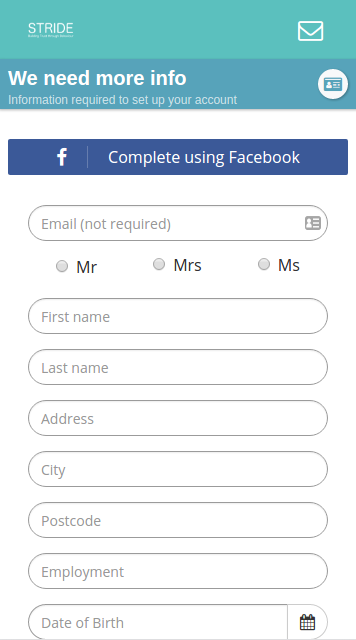 STRIDE
We need more info
Information required to set up your account
Complete using Facebook
Email (not required)
Mr
Mrs
Ms
First name
Last name
Address
City
Postcode
Employment
Date of Birth